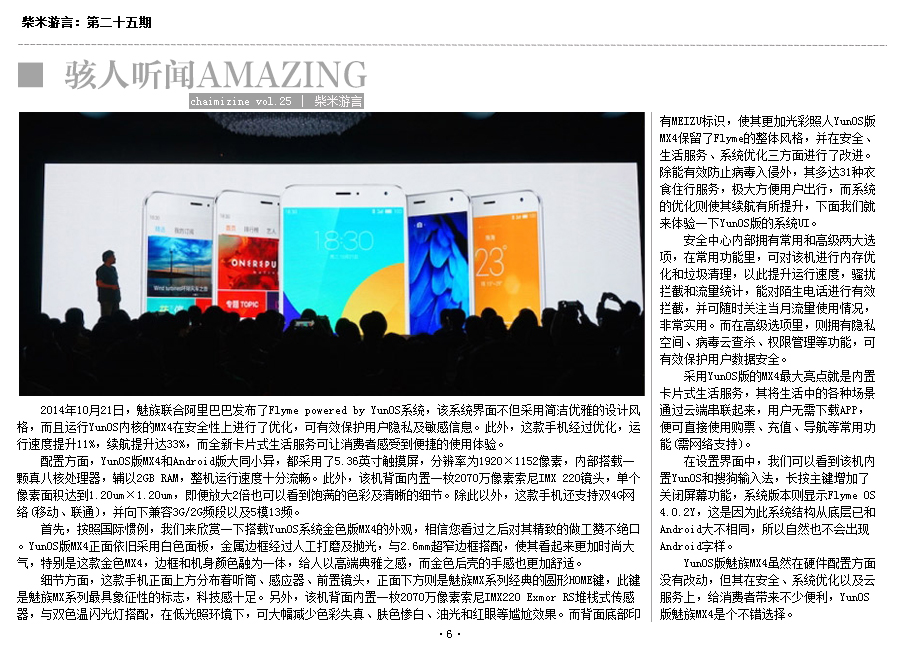 柴米游言：第二十五期
骇人听闻AMAZING
chaimizine vol.25 | 柴米游言
18:30
ONEREPU
专题 TOPIC
23°
2014年10月21日，魅族联合阿里巴巴发布了Flyme powered by YunOS系统，该系统界面不但采用简洁优雅的设计风
格，而且运行YunOS内核的MX4在安全性上进行了优化，可有效保护用户隐私及敏感信息。此外，这款手机经过优化，运
行速度提升11%，续航提升达33%，而全新卡片式生活服务可让消费者感受到便捷的使用体验。
配置方面，YunOS版MX4和Android版大同小异，都采用了5.36英寸触摸屏，分辨率为1920×1152像素，内部搭载一
颗真八核处理器，辅以2GB RAM，整机运行速度十分流畅。此外，该机背面内置一枚2070万像素索尼IMX 220镜头，单个
像素面积达到1.20um×1.20um，即便放大2倍也可以看到饱满的色彩及清晰的细节。除此以外，这款手机还支持双4G网
络(移动、联通)，并向下兼容3G/2G频段以及5模13频。
首先，按照国际惯例，我们来欣赏一下搭载YunOS系统金色版MX4的外观，相信您看过之后对其精致的做工赞不绝口
。YunOS版MX4正面依旧采用白色面板，金属边框经过人工打磨及抛光，与2.6mm超窄边框搭配，使其看起来更加时尚大
气，特别是这款金色MX4，边框和机身颜色融为一体，给人以高端典雅之感，而金色后壳的手感也更加舒适。
细节方面，这款手机正面上方分布着听筒、感应器、前置镜头，正面下方则是魅族MX系列经典的圆形HOME键，此键
是魅族MX系列最具象征性的标志，科技感十足。另外，该机背面内置一枚2070万像素索尼IMX220 Exmor RS堆栈式传感
器，与双色温闪光灯搭配，在低光照环境下，可大幅减少色彩失真、肤色惨白、油光和红眼等尴尬效果。而背面底部印
有MEIZU标识，使其更加光彩照人YunOS版
MX4保留了Flyme的整体风格，并在安全、
生活服务、系统优化三方面进行了改进。
除能有效防止病毒入侵外，其多达31种衣
食住行服务，极大方便用户出行，而系统
的优化则使其续航有所提升，下面我们就
来体验一下YunOS版的系统UI。
安全中心内部拥有常用和高级两大选
项，在常用功能里，可对该机进行内存优
化和垃圾清理，以此提升运行速度，骚扰
拦截和流量统计，能对陌生电话进行有效
拦截，并可随时关注当月流量使用情况，
非常实用。而在高级选项里，则拥有隐私
空间、病毒云查杀、权限管理等功能，可
有效保护用户数据安全。
采用YunOS版的MX4最大亮点就是内置
卡片式生活服务，其将生活中的各种场景
通过云端串联起来，用户无需下载APP，
便可直接使用购票、充值、导航等常用功
能(需网络支持)。
在设置界面中，我们可以看到该机内
置YunOS和搜狗输入法，长按主键增加了
关闭屏幕功能，系统版本则显示Flyme OS
4.0.2Y，这是因为此系统结构从底层已和
Android大不相同，所以自然也不会出现
Android字样。
YunOS版魅族MX4虽然在硬件配置方面
没有改动，但其在安全、系统优化以及云
服务上，给消费者带来不少便利，YunOS
版魅族MX4是个不错选择。
·6·